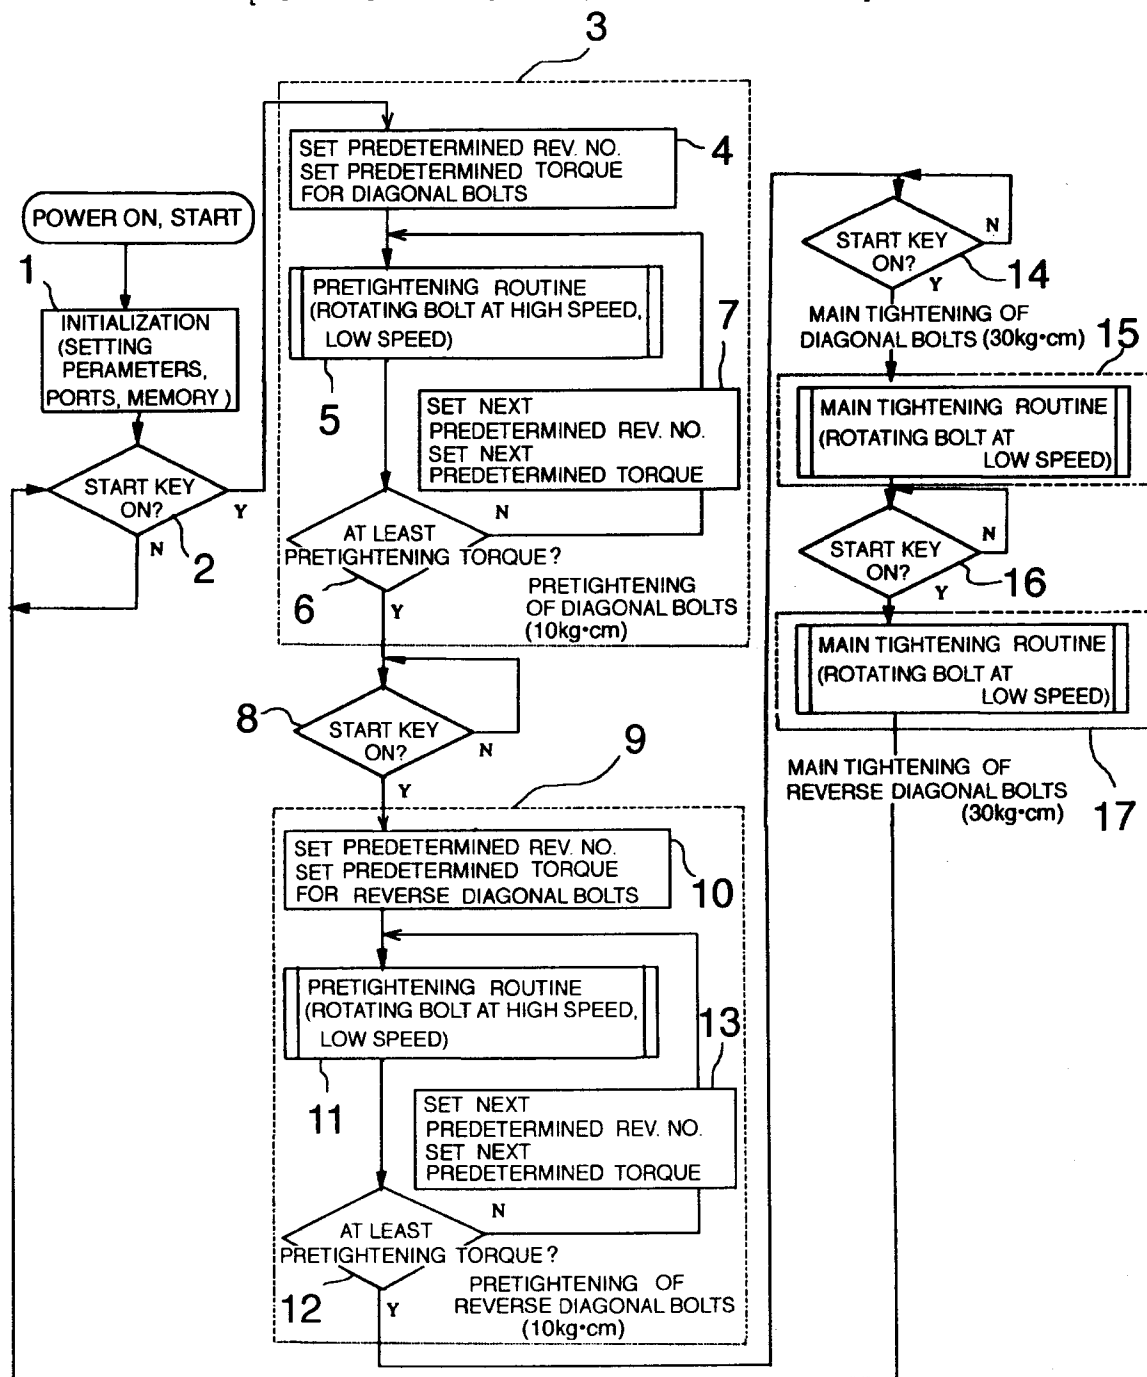 3
SET PREDETERMINED REV. NO.
SET PREDETERMINED TORQUE
FOR DIAGONAL BOLTS
4
POWER ON, START
1
INITIALIZATION
(SETTING
PERAMETERS,
PORTS, MEMORY)
START KEY
ON?
Y
N
2
PRETIGHTENING ROUTINE
(ROTATING BOLT AT HIGH SPEED,
LOW SPEED)
5
7
SET NEXT
PREDETERMINED REV. NO.
SET NEXT
PREDETERMINED TORQUE
AT LEAST
PRETIGHTENING TORQUE?
N
6
Y
PRETIGHTENING
OF DIAGONAL BOLTS
(10kg•cm)
8
START KEY
ON?
N
Y
9
SET PREDETERMINED REV. NO.
SET PREDETERMINED TORQUE
FOR REVERSE DIAGONAL BOLTS
10
PRETIGHTENING ROUTINE
(ROTATING BOLT AT HIGH SPEED,
LOW SPEED)
11
13
SET NEXT
PREDETERMINED REV. NO.
SET NEXT
PREDETERMINED TORQUE
AT LEAST
PRETIGHTENING TORQUE?
N
12
Y
PRETIGHTENING OF
REVERSE DIAGONAL BOLTS
(10kg•cm)
START KEY
ON?
N
14
Y
MAIN TIGHTENING OF
DIAGONAL BOLTS (30kg•cm)
15
MAIN TIGHTENING ROUTINE
(ROTATING BOLT AT
LOW SPEED)
START KEY
ON?
N
16
Y
MAIN TIGHTENING ROUTINE
(ROTATING BOLT AT
LOW SPEED)
MAIN TIGHTENING OF
REVERSE DIAGONAL BOLTS
(30kg•cm)
17